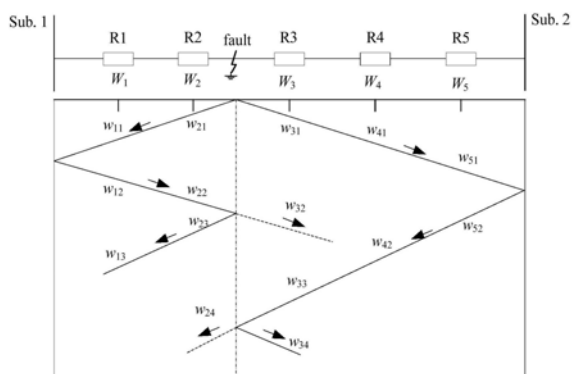 Sub. 1
Sub. 2
R1 R2 fault R3 R4 R5
W1 W2 W3 W4 W5
w11 w21 w31 w41
w51
w12 w22 w32
w23 w42 w52
w13
w33
w24
w34